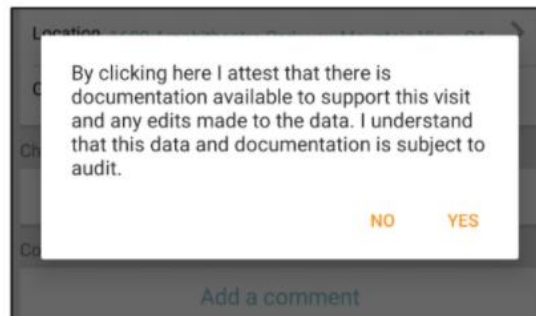 Location
By clicking here I attest that there is
documentation available to support this visit
and any edits made to the data. I understand
that this data and documentation is subject to
audit.
NO YES
Add a comment